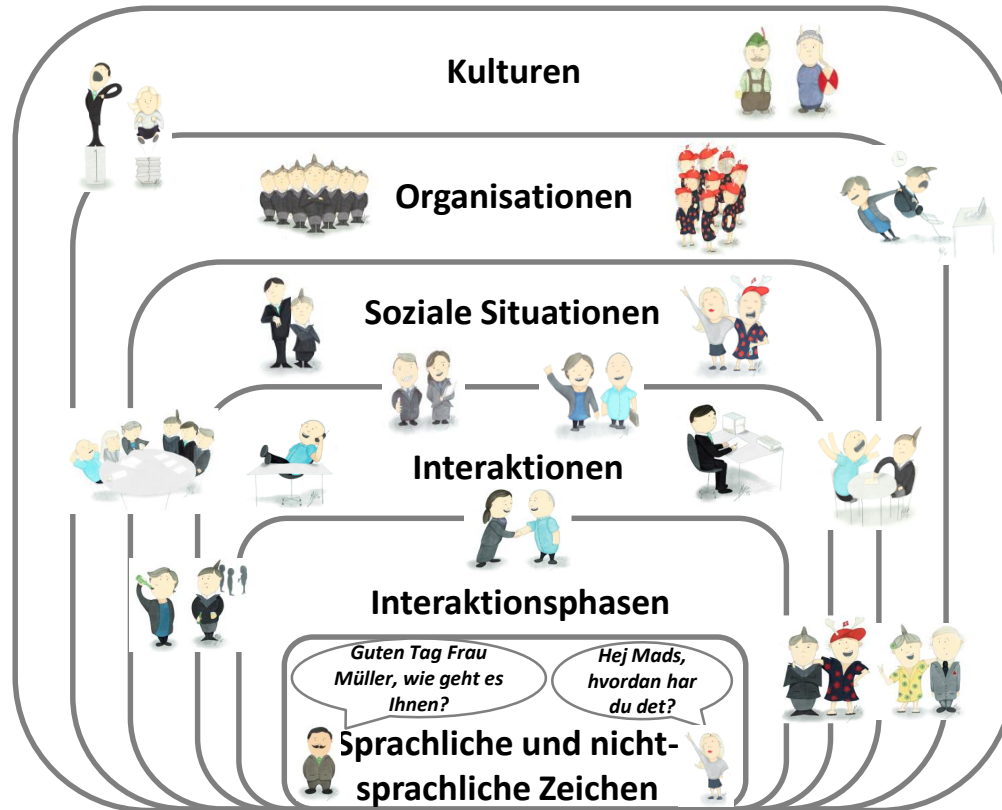 Kulturen
Organisationen
Soziale Situationen
Interaktionen
Interaktionsphasen
Guten Tag Frau
Müller, wie geht es
Ihnen?
Hej Mads,
hvordan har
du det?
Sprachliche und nicht-
sprachliche Zeichen